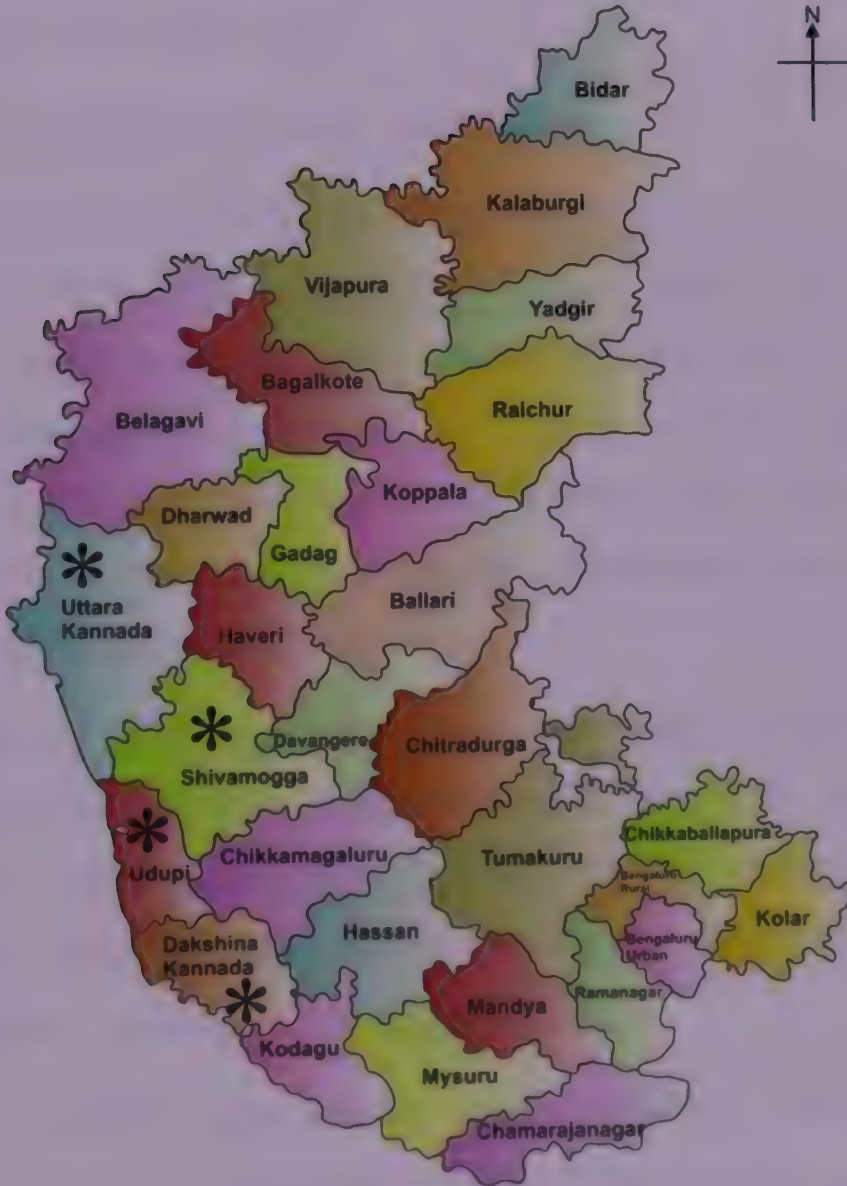 N
Bidar
Kalaburgi
Vijapura
Yadgir
Bagalkote
Raichur
Belagavi
Koppala
Dharwad
Gadag
Ballari
Uttara
Kannada
Haveri
Davangere
Chitradurga
Shivamogga
Chikkaballapura
Chikkamagaluru
Tumakuru
Udupi
Bengaluru
Rural
Kolar
Hassan
Bengaluru
Urban
Dakshina
Kannada
Ramanagar
Mandya
Kodagu
Mysuru
Chamarajanagar